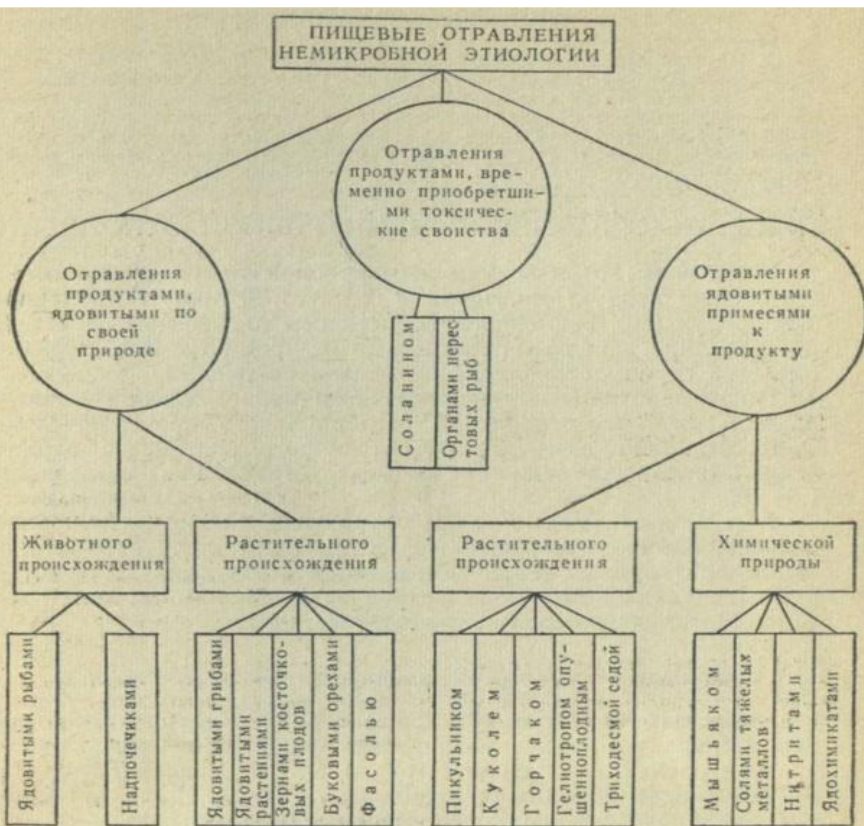 ПИЩЕВЫЕ ОТРАВЛЕНИЯ
НЕМИКРОБНОЙ ЭТИОЛОГИИ
Отравления
продуктами, вре-
менно приобретши-
ми токсичес-
кие свойства
Отравления
продуктами,
ядовитыми по
своей
природе
Отравления
ядовитыми
примесями
к
продукту
Соланином
Органами нерес-
товых рыб
Животного
происхождения
Растительного
происхождения
Растительного
происхождения
Химической
природы
Ядовитыми рыбами
Надпочечиками
Ядовитыми грибами
Ядовитыми
растениями
Зернами косточко-
вых плодов
Буковыми орехами
Фасолью
Пикульником
Куколем
Горчаком
Гелиотропом опу-
шенноплодным
Триходесмой седой
Мышьяком
Солями тяжелых
металлов
Нитритами
Ядохимикатами